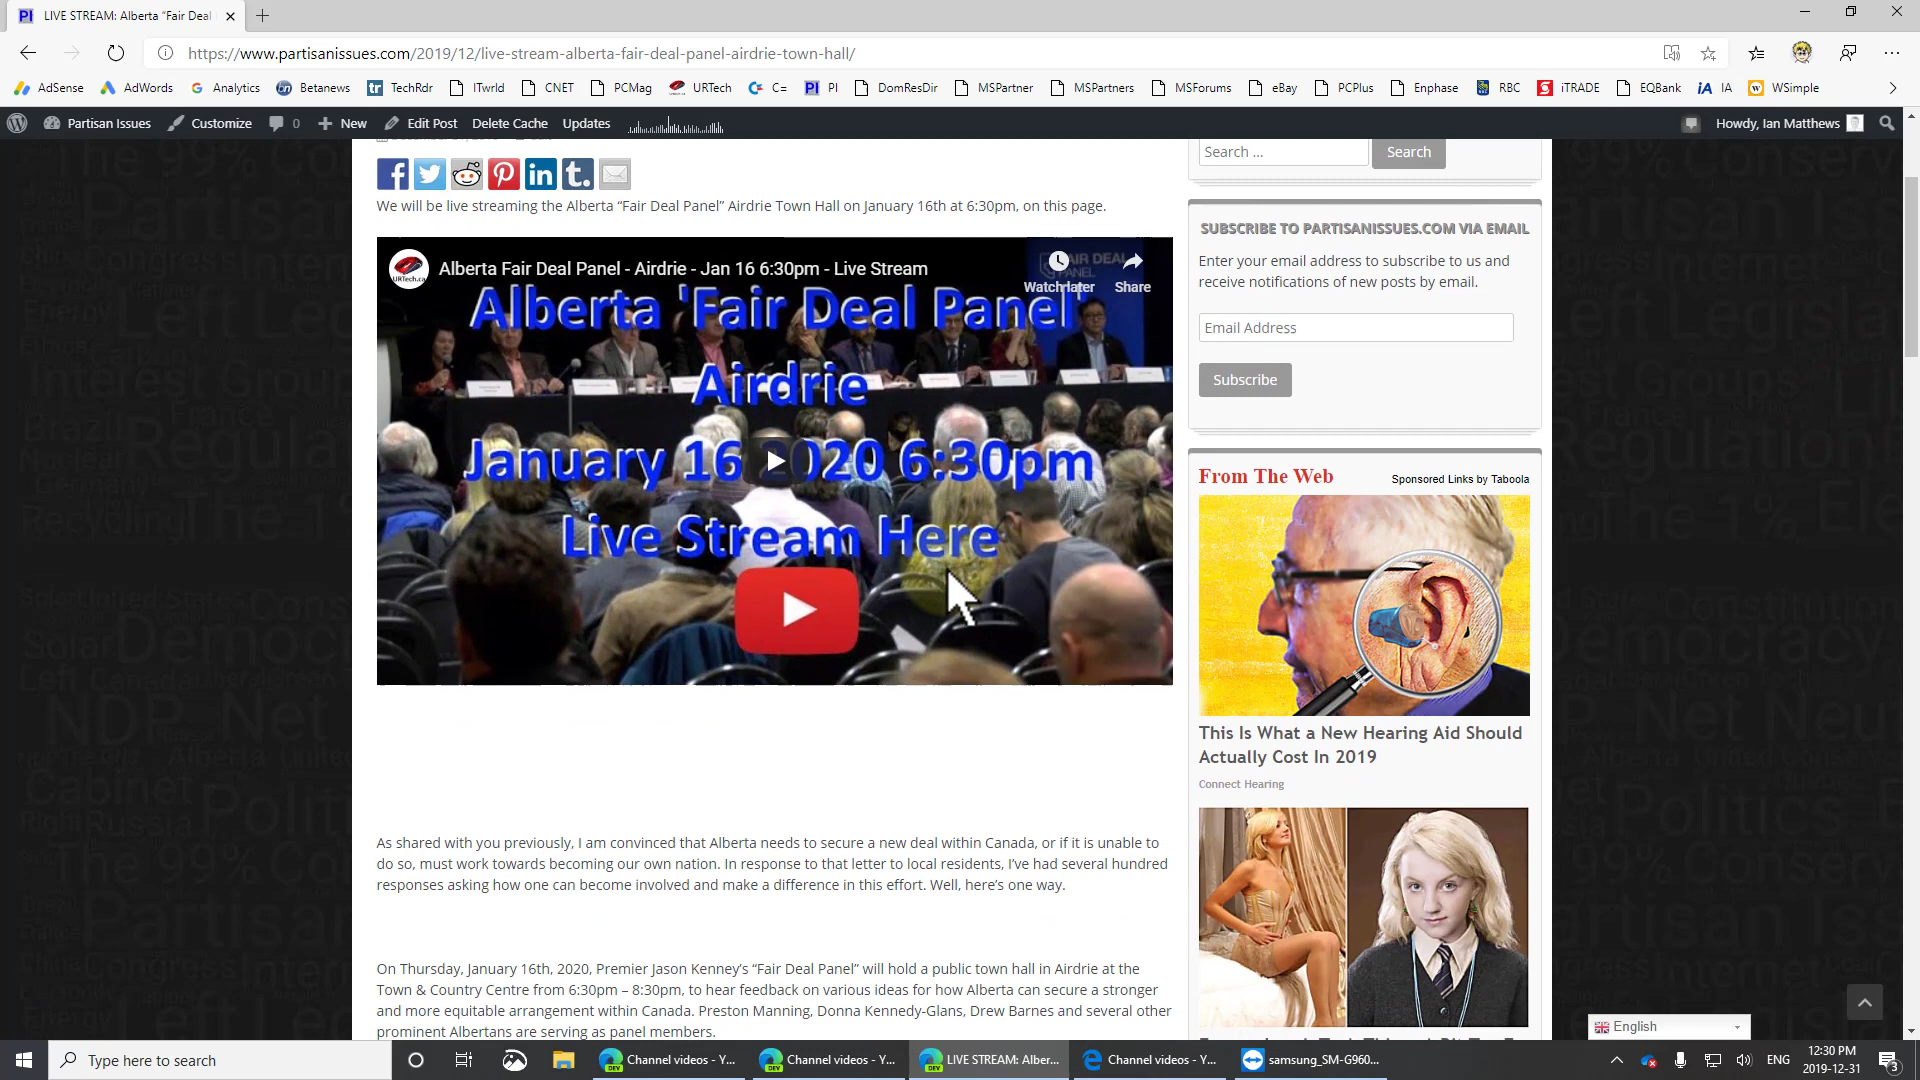 LIVE STREAM: Alberta “Fair Deal
https://www.partisanissues.com/2019/12/live-stream-alberta-fair-deal-panel-airdrie-town-hall/
AdSense AdWords Analytics Betanews TechRdr ITwrld CNET PCMag URTech C= PI DomResDir MSPartner MSPartners MSForums eBay PCPlus Enphase RBC iTRADE EQBank IA WSimple
Partisan Issues Customize 0 New Edit Post Delete Cache Updates Howdy, Ian Matthews
Search ... Search
We will be live streaming the Alberta “Fair Deal Panel” Airdrie Town Hall on January 16th at 6:30pm, on this page.
Alberta Fair Deal Panel - Airdrie - Jan 16 6:30pm - Live Stream
Watch later Share
FAIR DEAL
PANEL
Alberta 'Fair Deal Panel'
Airdrie
January 16 2020 6:30pm
Live Stream Here
As shared with you previously, I am convinced that Alberta needs to secure a new deal within Canada, or if it is unable to
do so, must work towards becoming our own nation. In response to that letter to local residents, I’ve had several hundred
responses asking how one can become involved and make a difference in this effort. Well, here’s one way.
On Thursday, January 16th, 2020, Premier Jason Kenney’s “Fair Deal Panel” will hold a public town hall in Airdrie at the
Town & Country Centre from 6:30pm – 8:30pm, to hear feedback on various ideas for how Alberta can secure a stronger
and more equitable arrangement within Canada. Preston Manning, Donna Kennedy-Glans, Drew Barnes and several other
prominent Albertans are serving as panel members.
SUBSCRIBE TO PARTISANISSUES.COM VIA EMAIL
Enter your email address to subscribe to us and
receive notifications of new posts by email.
Email Address
Subscribe
From The Web Sponsored Links by Taboola
This Is What a New Hearing Aid Should
Actually Cost In 2019
Connect Hearing
English
Type here to search
Channel videos - Y...
Channel videos - Y...
LIVE STREAM: Alber...
Channel videos - Y...
samsung_SM-G960...
ENG
12:30 PM
2019-12-31
3